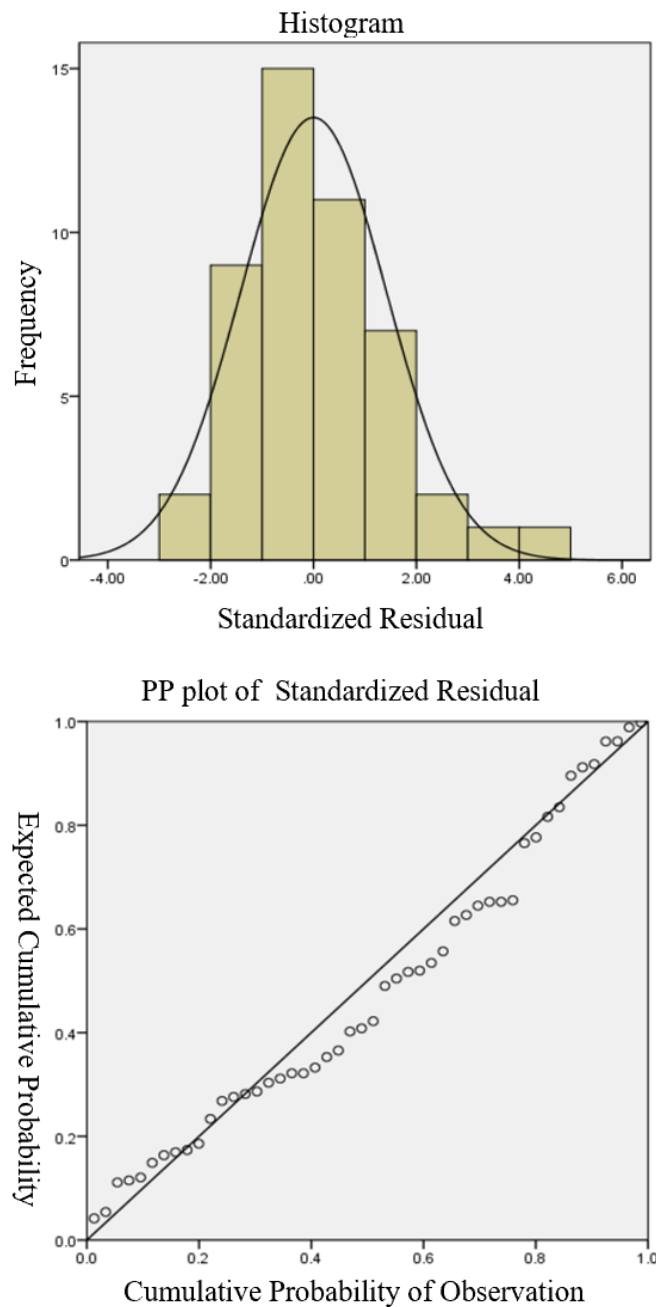 Histogram
15
10
5
0
Frequency
-4.00 -2.00 .00 2.00 4.00 6.00
Standardized Residual
PP plot of Standardized Residual
1.0
0.8
0.6
0.4
0.2
0.0
Expected Cumulative Probability
0.0 0.2 0.4 0.6 0.8 1.0
Cumulative Probability of Observation